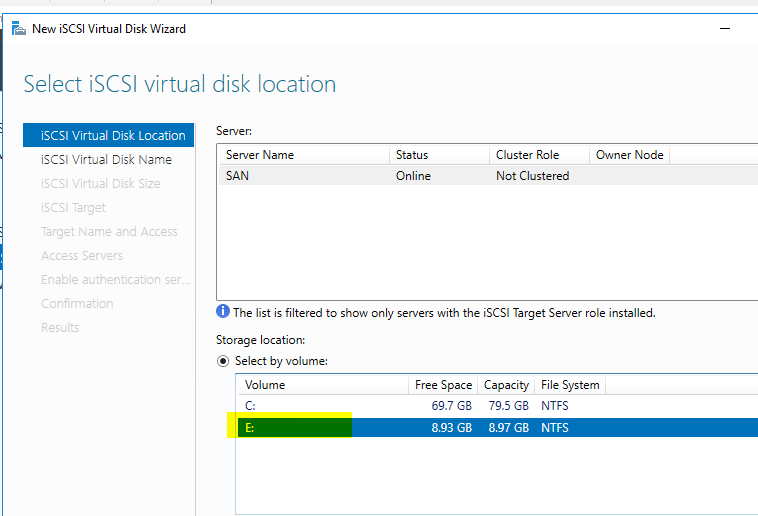 New iSCSI Virtual Disk Wizard
Select iSCSI virtual disk location
iSCSI Virtual Disk Location
iSCSI Virtual Disk Name
iSCSI Virtual Disk Size
iSCSI Target
Target Name and Access
Access Servers
Enable authentication ser...
Confirmation
Results
Server:
Server Name Status Cluster Role Owner Node
SAN Online Not Clustered
The list is filtered to show only servers with the iSCSI Target Server role installed.
Storage location:
Select by volume:
Volume Free Space Capacity File System
C: 69.7 GB 79.5 GB NTFS
E: 8.93 GB 8.97 GB NTFS